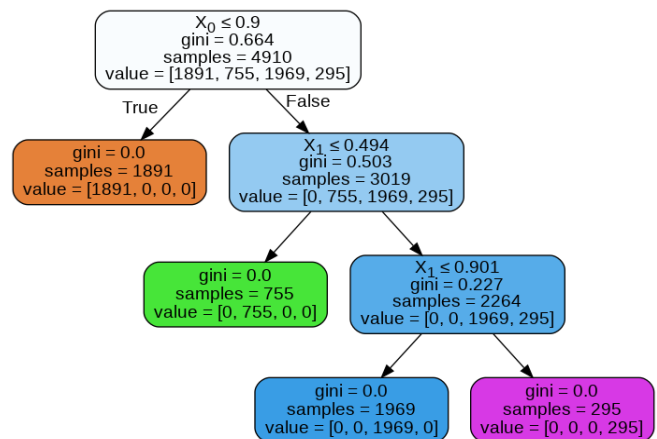 X₀ ≤ 0.9
gini = 0.664
samples = 4910
value = [1891, 755, 1969, 295]
True
False
gini = 0.0
samples = 1891
value = [1891, 0, 0, 0]
X₁ ≤ 0.494
gini = 0.503
samples = 3019
value = [0, 755, 1969, 295]
gini = 0.0
samples = 755
value = [0, 755, 0, 0]
X₁ ≤ 0.901
gini = 0.227
samples = 2264
value = [0, 0, 1969, 295]
gini = 0.0
samples = 1969
value = [0, 0, 1969, 0]
gini = 0.0
samples = 295
value = [0, 0, 0, 295]